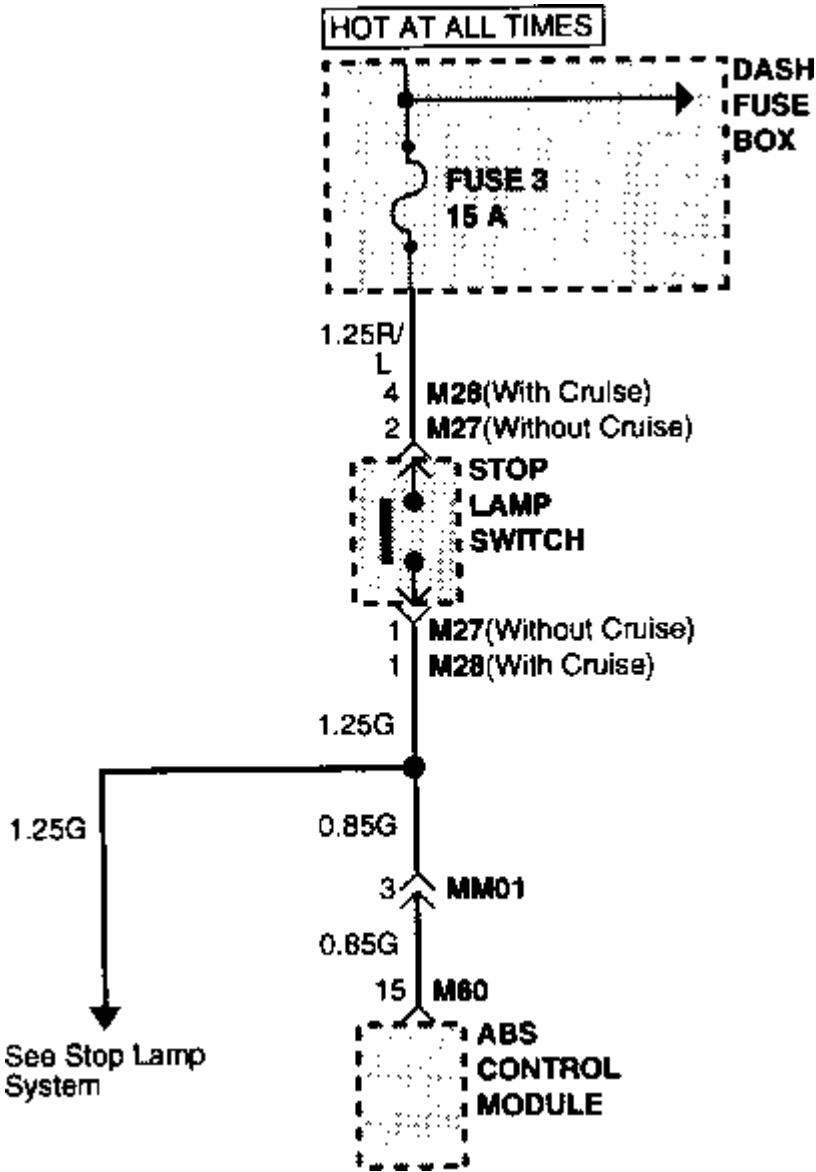 HOT AT ALL TIMES
DASH
FUSE
BOX
FUSE 3
15 A
1.25R/
L
4 M28(With Cruise)
2 M27(Without Cruise)
STOP
LAMP
SWITCH
1 M27(Without Cruise)
1 M28(With Cruise)
1.25G
1.25G
0.85G
3 MM01
0.85G
15 M60
See Stop Lamp
System
ABS
CONTROL
MODULE